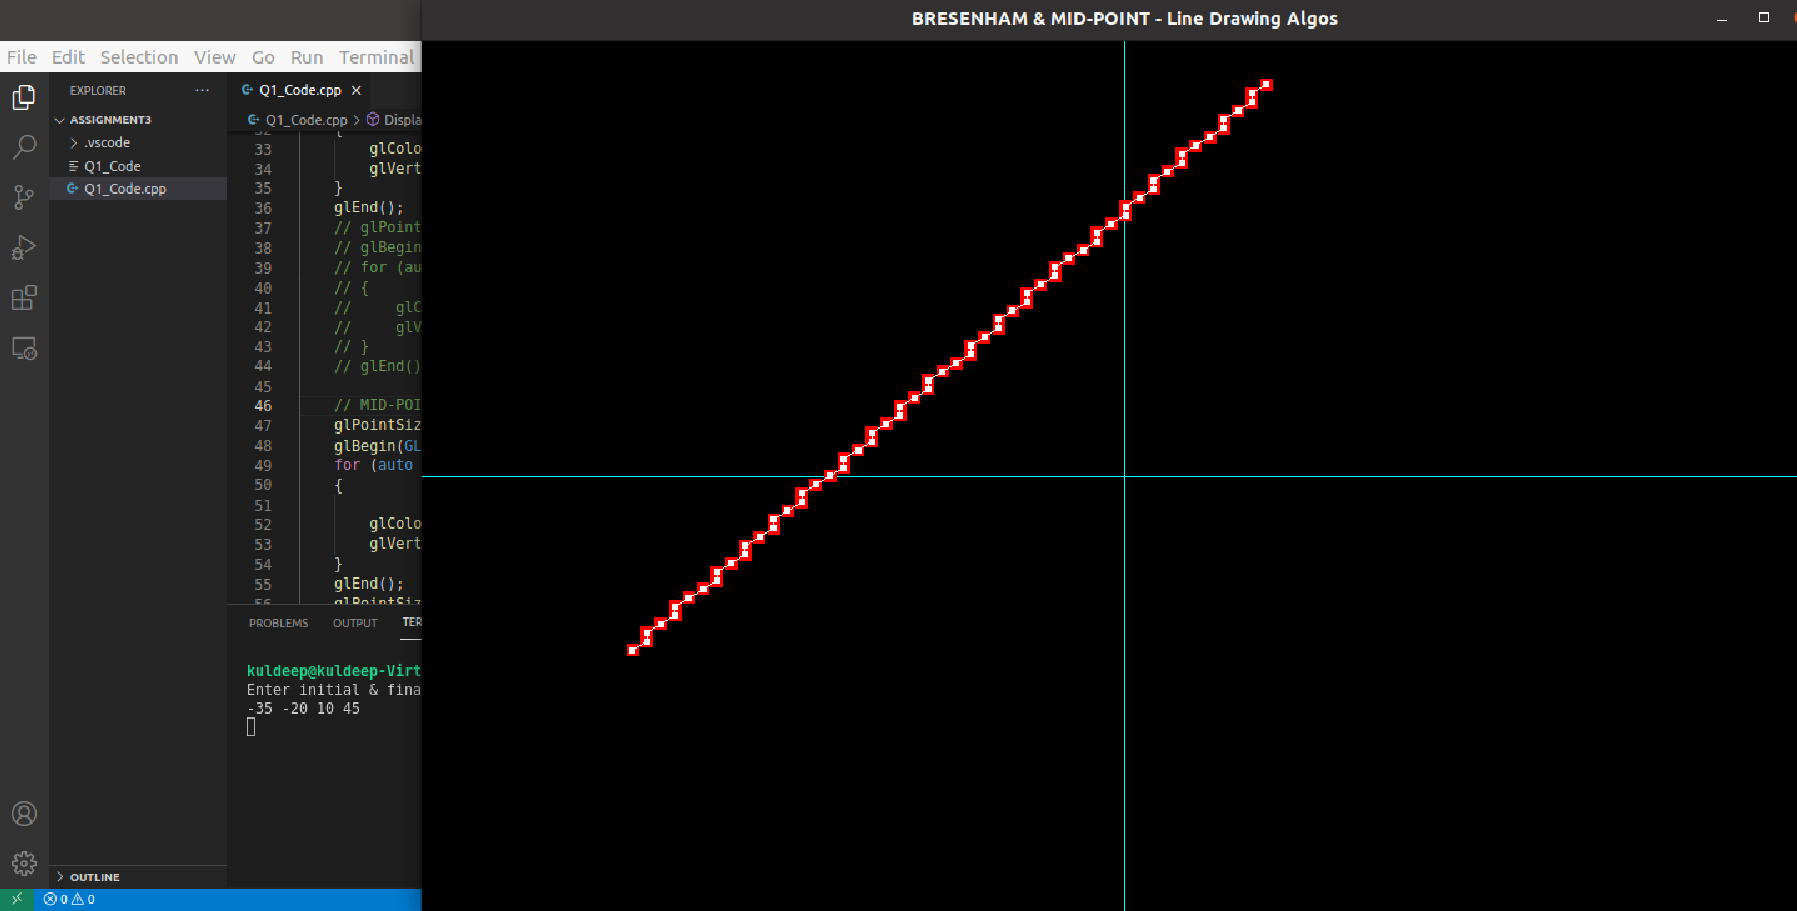 BRESENHAM & MID-POINT - Line Drawing Algos
File Edit Selection View Go Run Terminal
EXPLORER
ASSIGNMENT3
.vscode
Q1_Code
Q1_Code.cpp
Q1_Code.cpp
Q1_Code.cpp > Displa
32 {
33 glColo
34 glVert
35 }
36 glEnd();
37 // glPoint
38 // glBegin
39 // for (au
40 // {
41 // glC
42 // glV
43 // }
44 // glEnd()
45
46 // MID-POI
47 glPointSiz
48 glBegin(GL
49 for (auto
50 {
51
52 glColo
53 glVert
54 }
55 glEnd();
56 glPointSiz
PROBLEMS OUTPUT TER
kuldeep@kuldeep-Virt
Enter initial & fina
-35 -20 10 45
OUTLINE
0 0